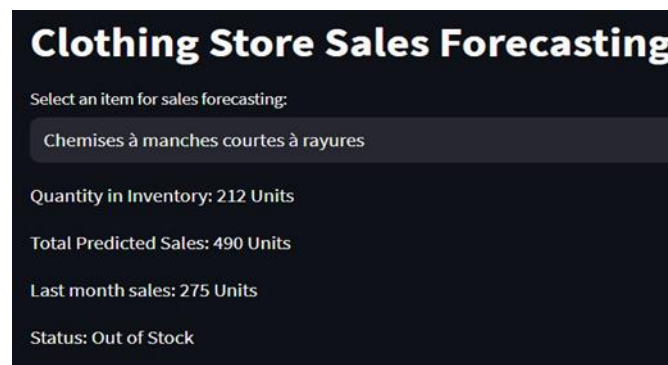 Clothing Store Sales Forecasting
Select an item for sales forecasting:
Chemises à manches courtes à rayures
Quantity in Inventory: 212 Units
Total Predicted Sales: 490 Units
Last month sales: 275 Units
Status: Out of Stock